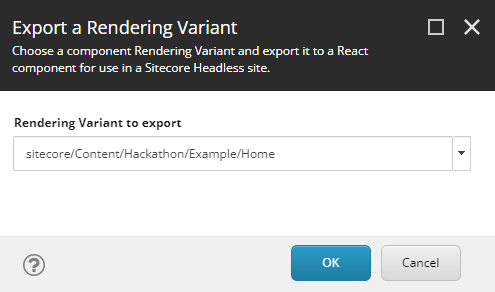 Export a Rendering Variant
Choose a component Rendering Variant and export it to a React
component for use in a Sitecore Headless site.
Rendering Variant to export
sitecore/Content/Hackathon/Example/Home
OK
Cancel